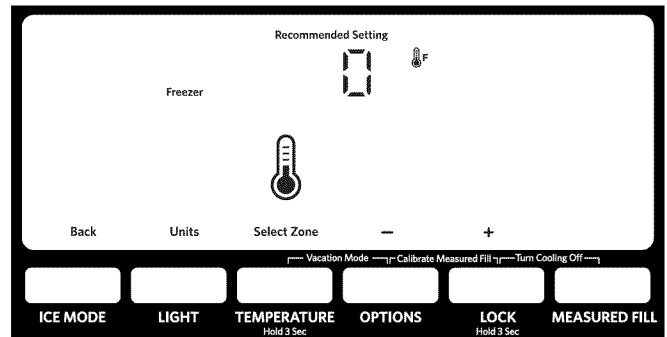 Recommended Setting
0 F
Freezer
Back Units Select Zone – +
Vacation Mode Calibrate Measured Fill Turn Cooling Off
ICE MODE LIGHT TEMPERATURE OPTIONS LOCK MEASURED FILL
Hold 3 Sec Hold 3 Sec